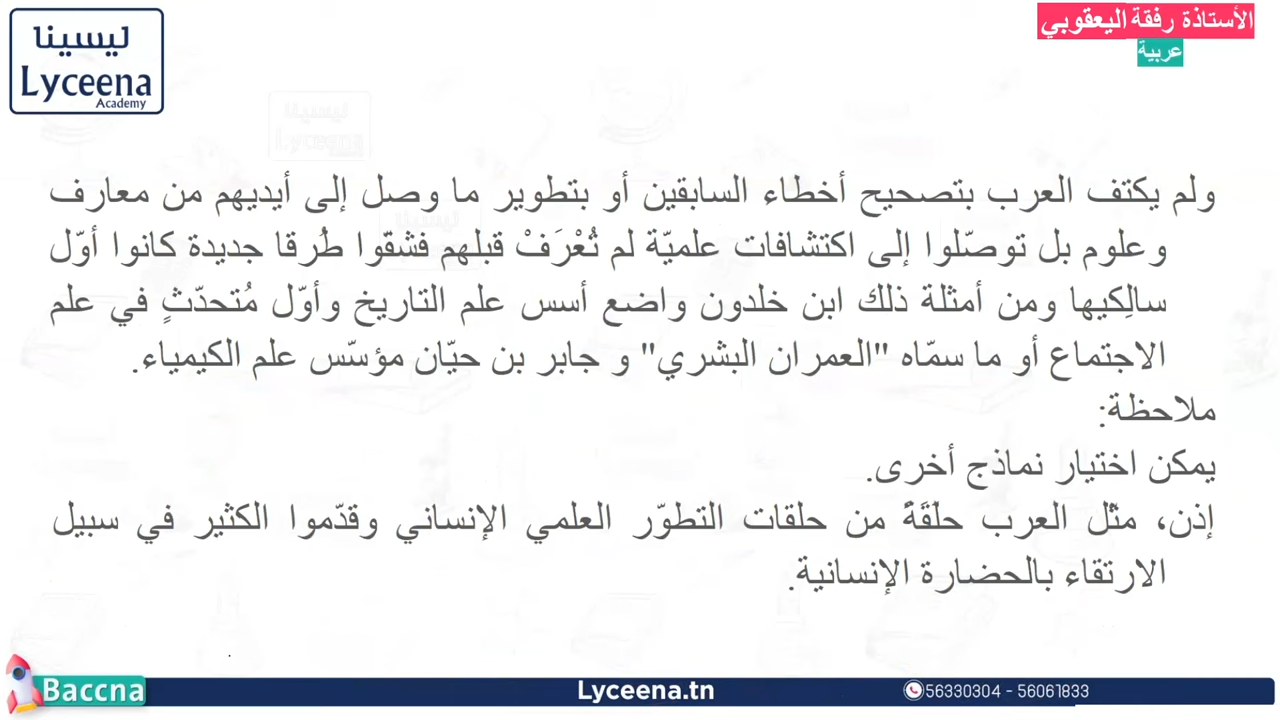 ليسينا
Lyceena
Academy
الأستاذة رفقة اليعقوبي
عربية
ولم يكتف العرب بتصحيح أخطاء السابقين أو بتطوير ما وصل إلى أيديهم من معارف
وعلوم بل توصّلوا إلى اكتشافات علميّة لم تُعْرَفْ قبلهم فشقّوا طُرقا جديدة كانوا أوّل
سالِكيها ومن أمثلة ذلك ابن خلدون واضع أسس علم التاريخ وأوّل مُتحدّثٍ في علم
الاجتماع أو ما سمّاه "العمران البشري" و جابر بن حيّان مؤسّس علم الكيمياء.
ملاحظة:
يمكن اختيار نماذج أخرى.
إذن، مثّل العرب حلَقَةً من حلقات التطوّر العلمي الإنساني وقدّموا الكثير في سبيل
الارتقاء بالحضارة الإنسانية.
Baccna
Lyceena.tn
56330304 - 56061833